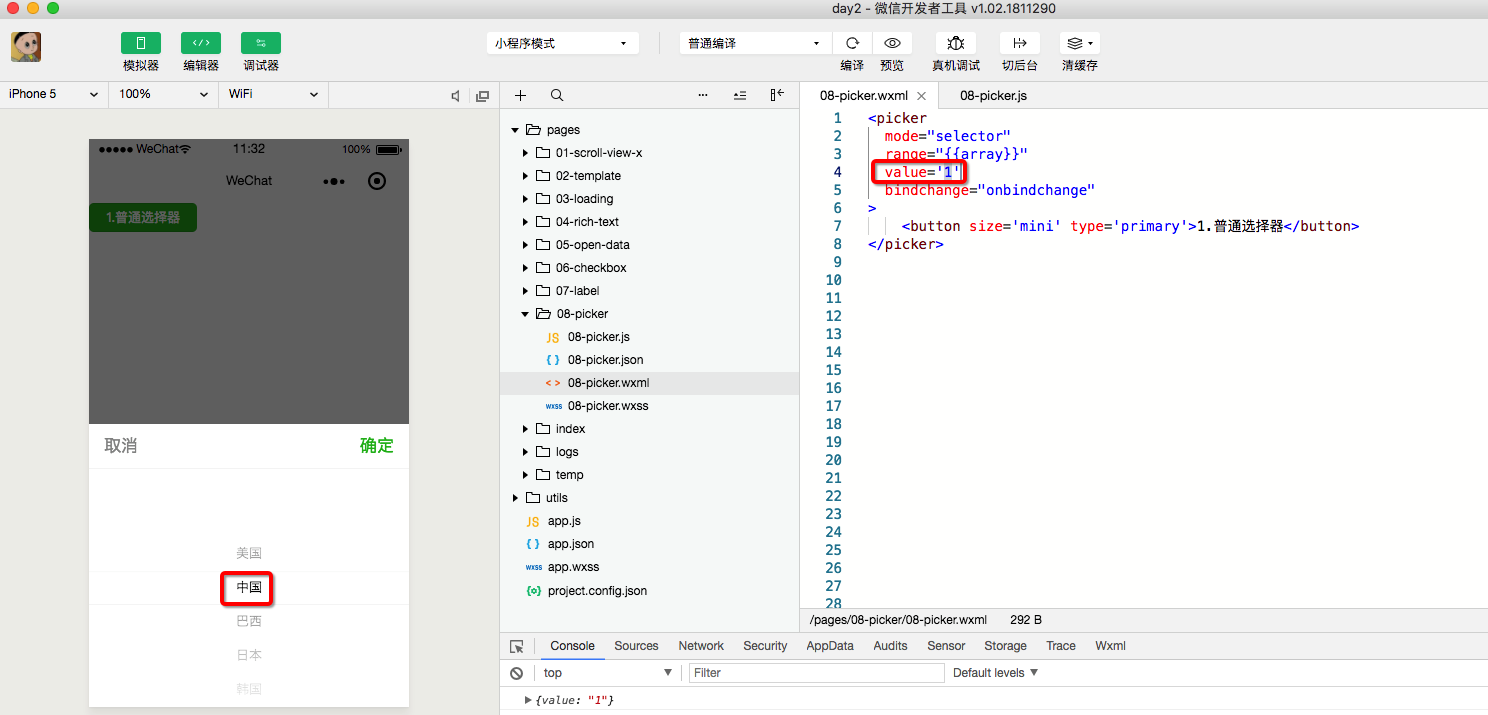 day2 - 微信开发者工具 v1.02.1811290
模拟器 编辑器 调试器
小程序模式 普通编译
编译 预览 真机调试 切后台 清缓存
iPhone 5 100% WiFi
WeChat 11:32 100%
WeChat
1.普通选择器
取消 确定
美国
中国
巴西
日本
韩国
pages
01-scroll-view-x
02-template
03-loading
04-rich-text
05-open-data
06-checkbox
07-label
08-picker
JS 08-picker.js
{ } 08-picker.json
< > 08-picker.wxml
wxss 08-picker.wxss
index
logs
temp
utils
JS app.js
{ } app.json
wxss app.wxss
project.config.json
08-picker.wxml × 08-picker.js
1 <picker
2 mode="selector"
3 range="{{array}}"
4 value='1'
5 bindchange="onbindchange"
6 >
7 <button size='mini' type='primary'>1.普通选择器</button>
8 </picker>
9
10
11
12
13
14
15
16
17
18
19
20
21
22
23
24
25
26
27
28
/pages/08-picker/08-picker.wxml 292 B
Console Sources Network Security AppData Audits Sensor Storage Trace Wxml
top Filter Default levels
{value: "1"}